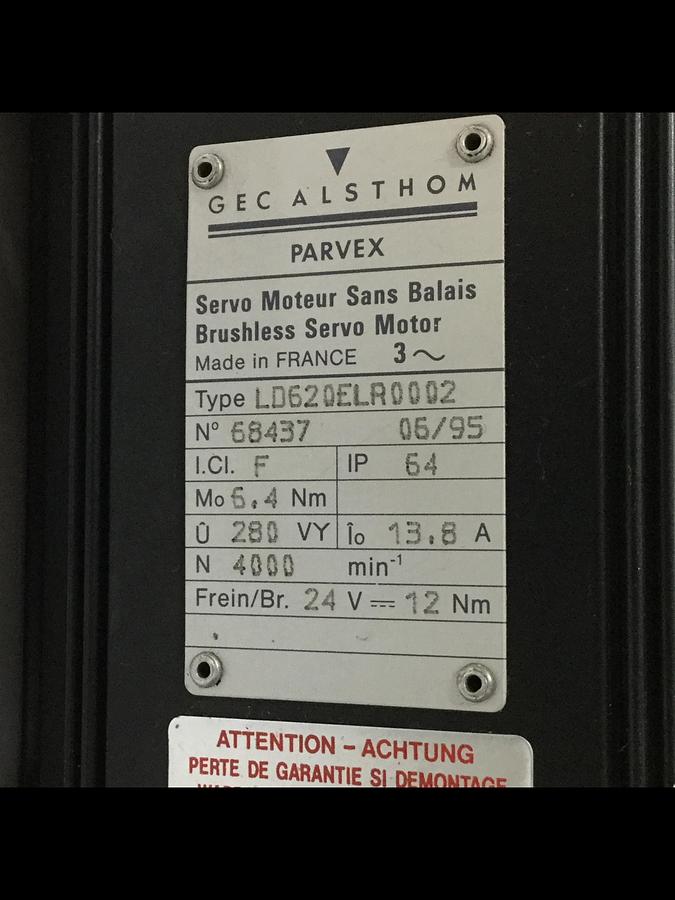 GEC ALSTHOM
PARVEX
Servo Moteur Sans Balais
Brushless Servo Motor
Made in FRANCE 3~
Type LD620ELR0002
N° 68437 06/95
I.Cl. F IP 64
Mo 6.4 Nm
Û 280 VY Îo 13.8 A
N 4000 min⁻¹
Frein/Br. 24 V ⎓ 12 Nm
ATTENTION - ACHTUNG
PERTE DE GARANTIE SI DEMONTAGE